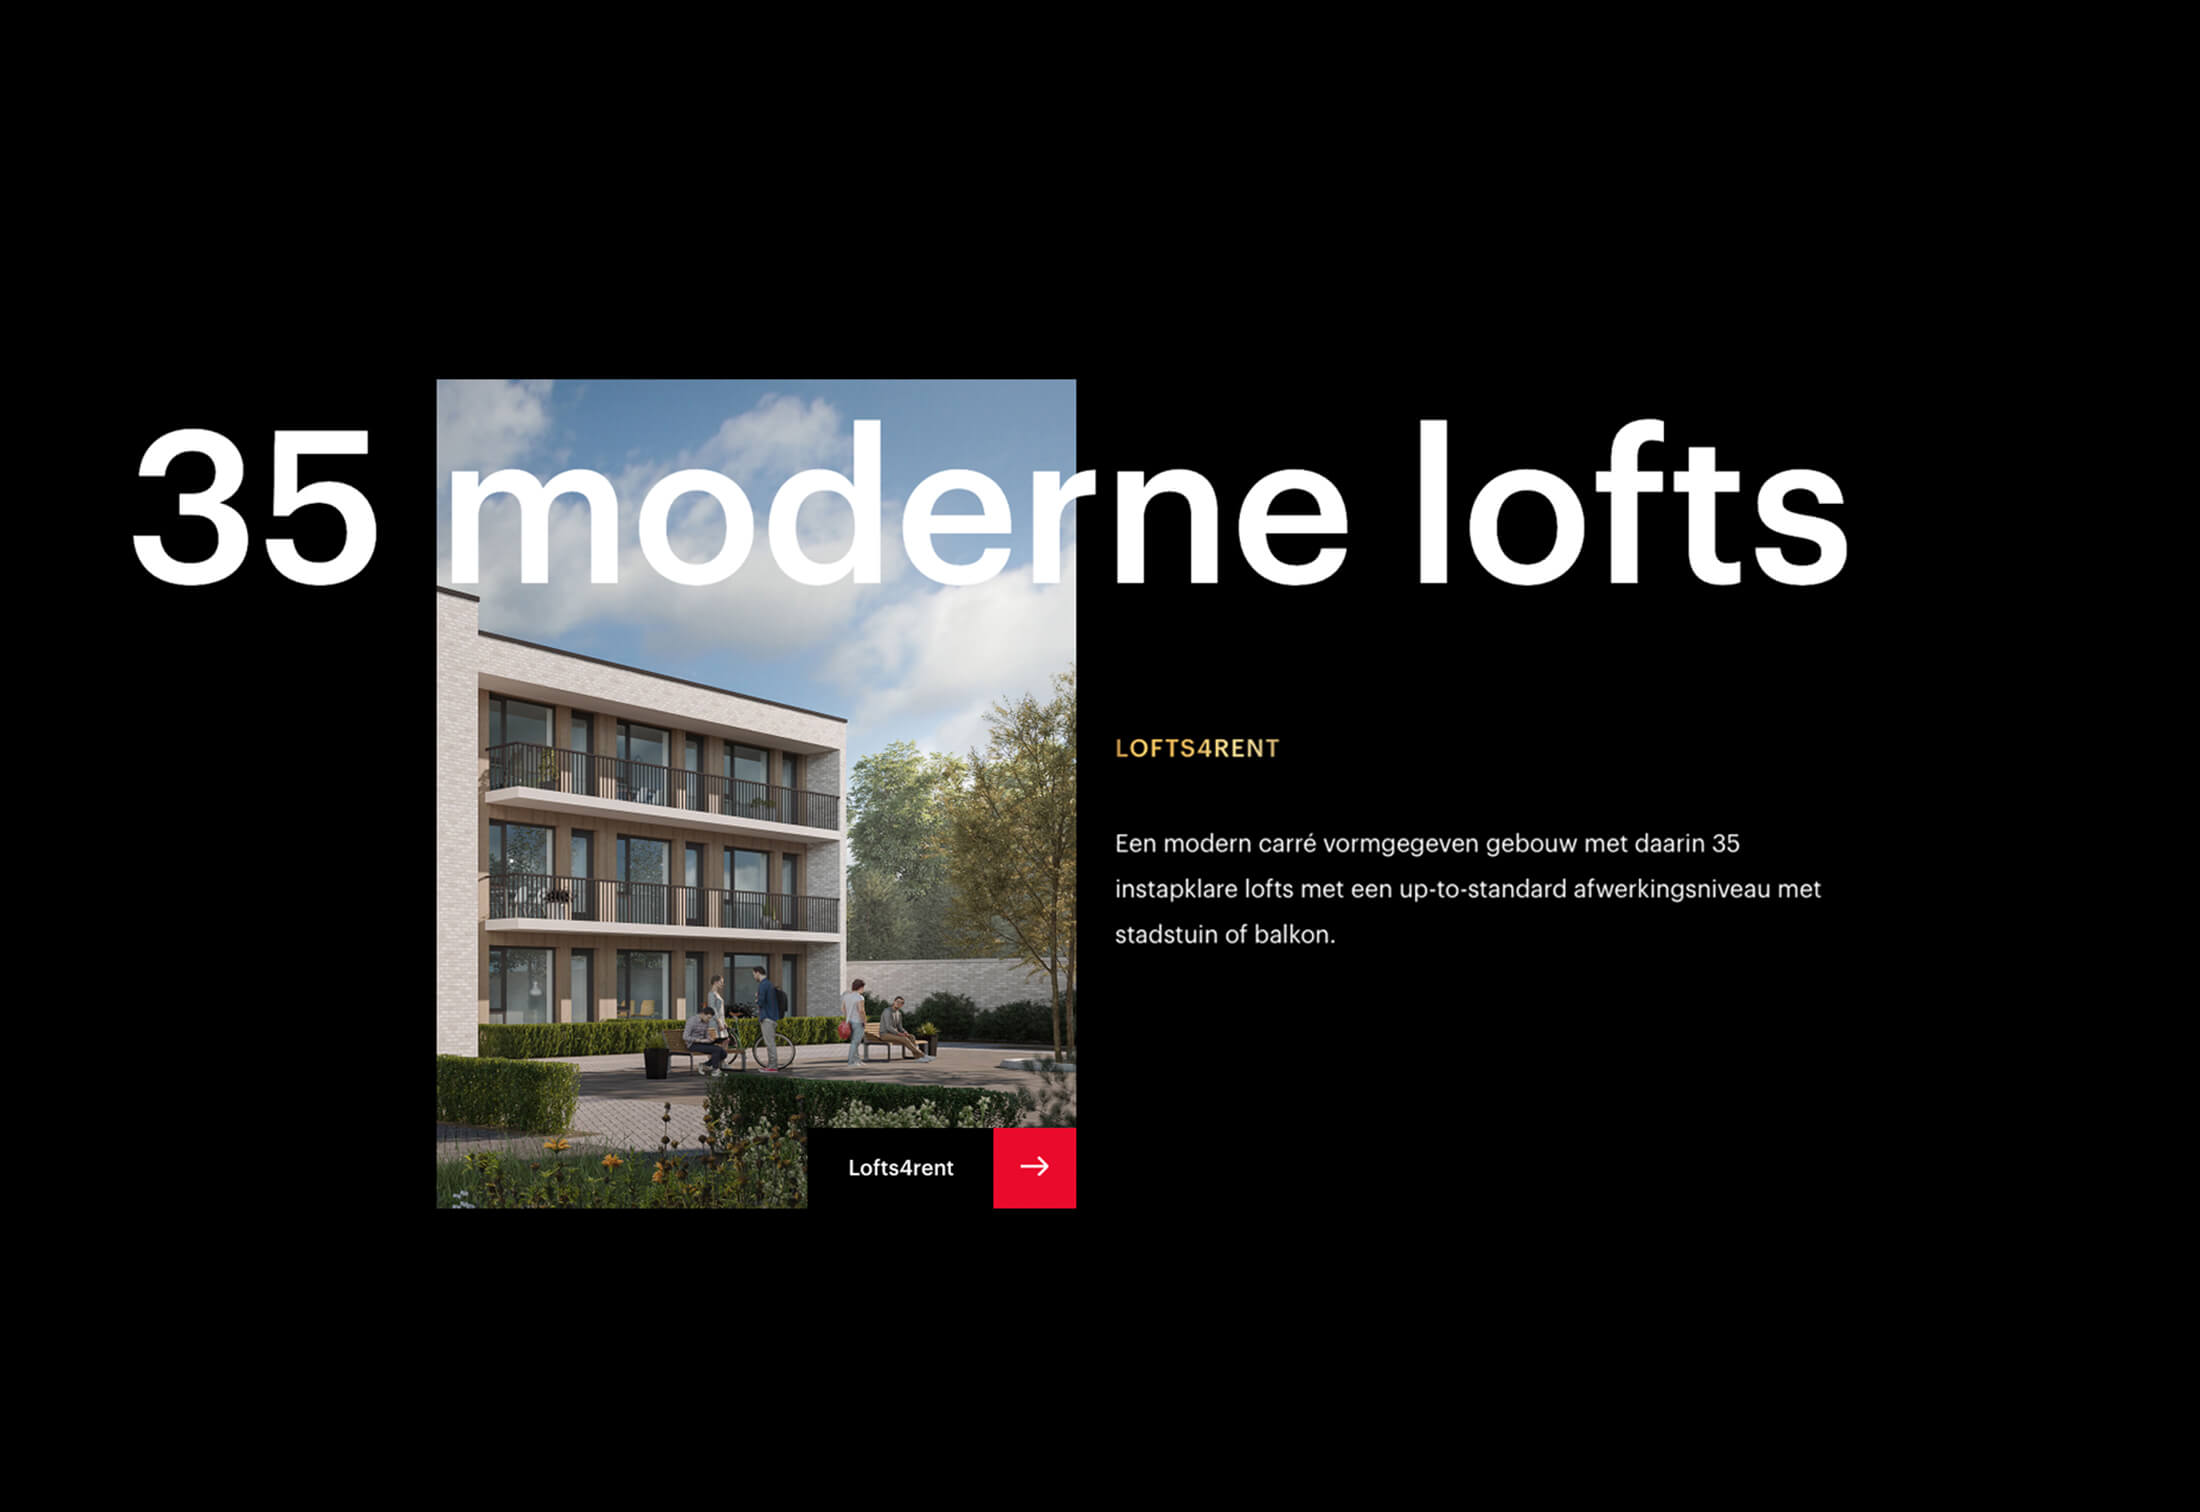 35 moderne lofts
LOFTS4RENT
Een modern carré vormgegeven gebouw met daarin 35
instapklare lofts met een up-to-standard afwerkingsniveau met
stadstuin of balkon.
Lofts4rent